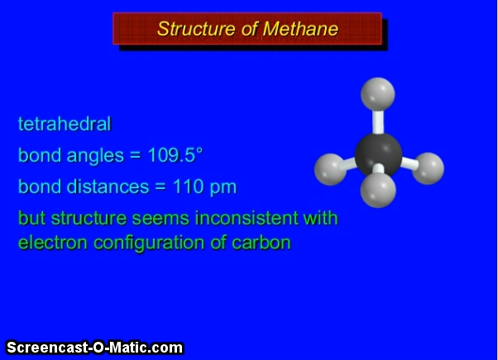 Structure of Methane
tetrahedral
bond angles = 109.5°
bond distances = 110 pm
but structure seems inconsistent with
electron configuration of carbon
Screencast-O-Matic.com